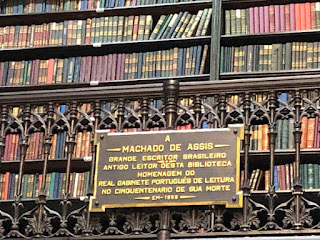 A
MACHADO DE ASSIS
GRANDE ESCRITOR BRASILEIRO
ANTIGO LEITOR DESTA BIBLIOTECA
HOMENAGEM DO
REAL GABINETE PORTUGUÊS DE LEITURA
NO CINQUENTENARIO DE SUA MORTE
EM-1958